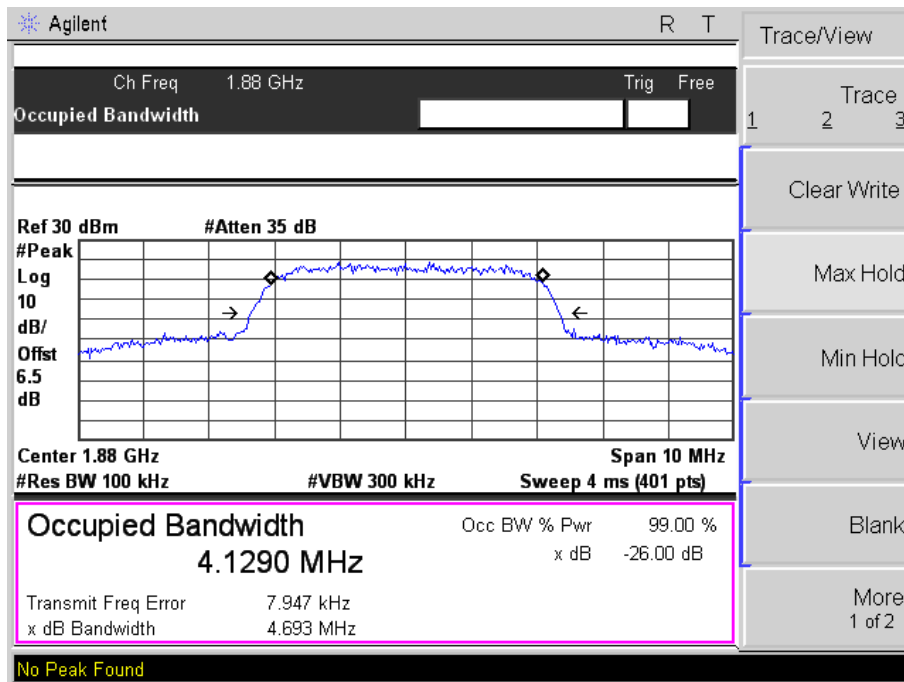 Agilent R T
Trace/View
Ch Freq 1.88 GHz Trig Free
Occupied Bandwidth
Trace
1 2 3
Clear Write
Max Hold
Min Hold
View
Blank
More
1 of 2
Ref 30 dBm #Atten 35 dB
#Peak
Log
10
dB/
Offst
6.5
dB
Center 1.88 GHz Span 10 MHz
#Res BW 100 kHz #VBW 300 kHz Sweep 4 ms (401 pts)
Occupied Bandwidth Occ BW % Pwr 99.00 %
4.1290 MHz x dB -26.00 dB
Transmit Freq Error 7.947 kHz
x dB Bandwidth 4.693 MHz
No Peak Found